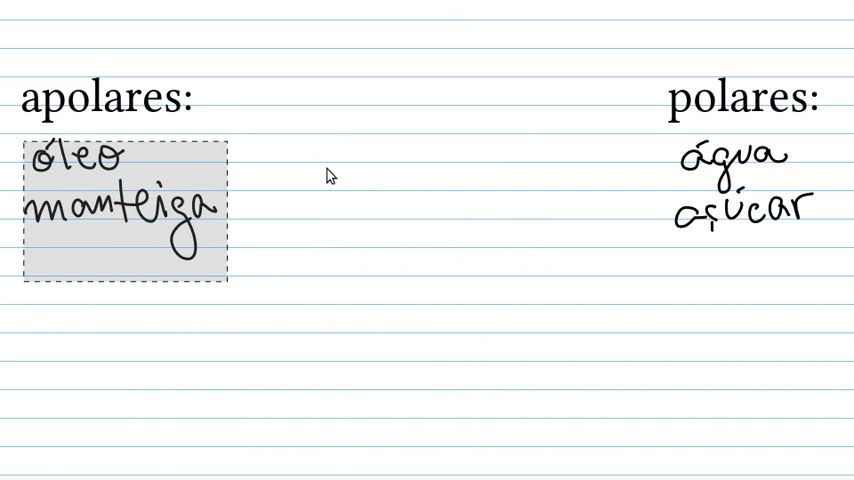 apolares:
óleo
manteiga
polares:
água
açúcar